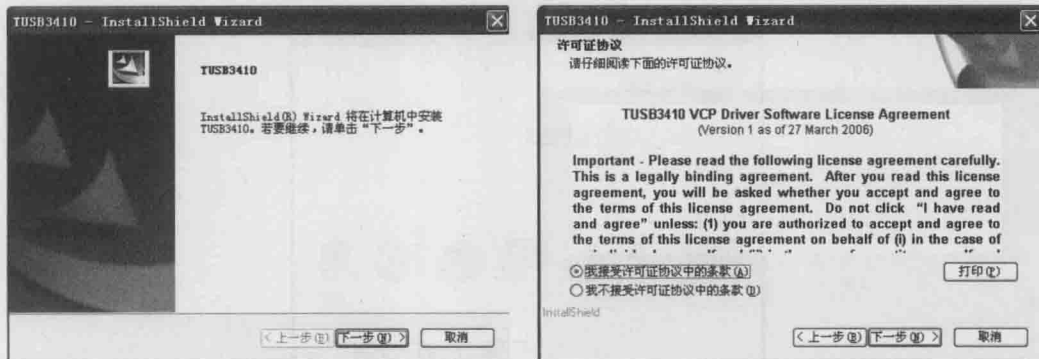 TUSB3410 - InstallShield Wizard
TUSB3410
InstallShield(R) Wizard 将在计算机中安装
TUSB3410。若要继续，请单击“下一步”。
< 上一步(B)
下一步(N) >
取消
TUSB3410 - InstallShield Wizard
许可证协议
请仔细阅读下面的许可证协议。
TUSB3410 VCP Driver Software License Agreement
(Version 1 as of 27 March 2006)
Important - Please read the following license agreement carefully.
This is a legally binding agreement. After you read this license
agreement, you will be asked whether you accept and agree to
the terms of this license agreement. Do not click "I have read
and agree" unless: (1) you are authorized to accept and agree to
the terms of this license agreement on behalf of (i) in the case of
我接受许可证协议中的条款(A)
打印(P)
我不接受许可证协议中的条款(D)
InstallShield
< 上一步(B)
下一步(N) >
取消